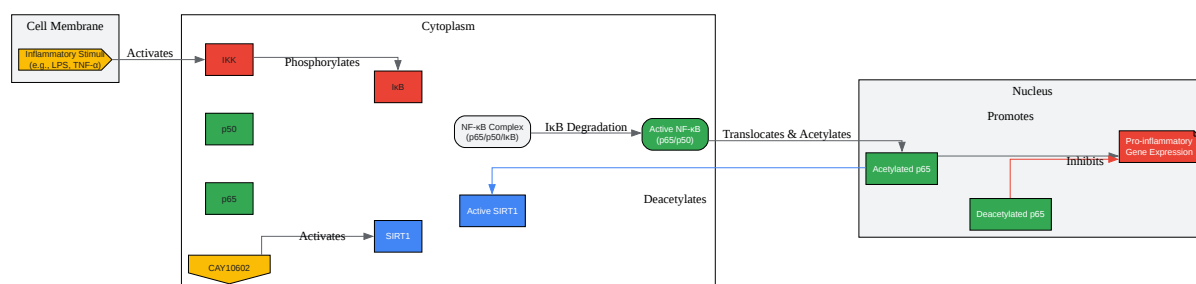 Cell Membrane
Inflammatory Stimuli
(e.g., LPS, TNF-α)
Activates
Cytoplasm
IKK
Phosphorylates
IκB
p50
p65
NF-κB Complex
(p65/p50/IκB)
IκB Degradation
Active NF-κB
(p65/p50)
Translocates & Acetylates
Active SIRT1
Deacetylates
SIRT1
Activates
CAY10602
Nucleus
Promotes
Pro-inflammatory
Gene Expression
Inhibits
Acetylated p65
Deacetylated p65